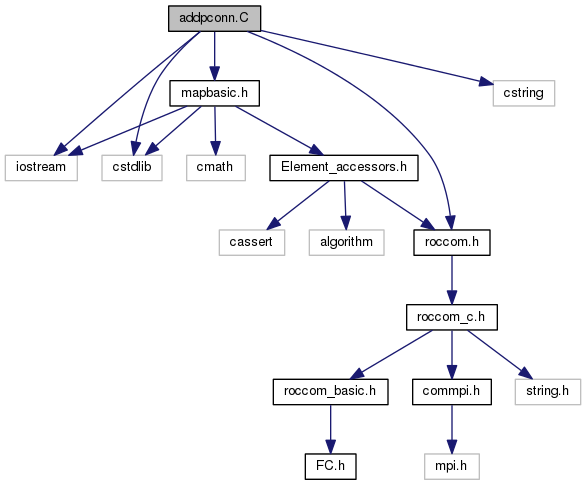 addpconn.C
mapbasic.h
cstring
iostream
cstdlib
cmath
Element_accessors.h
cassert
algorithm
roccom.h
roccom_c.h
roccom_basic.h
commpi.h
string.h
FC.h
mpi.h